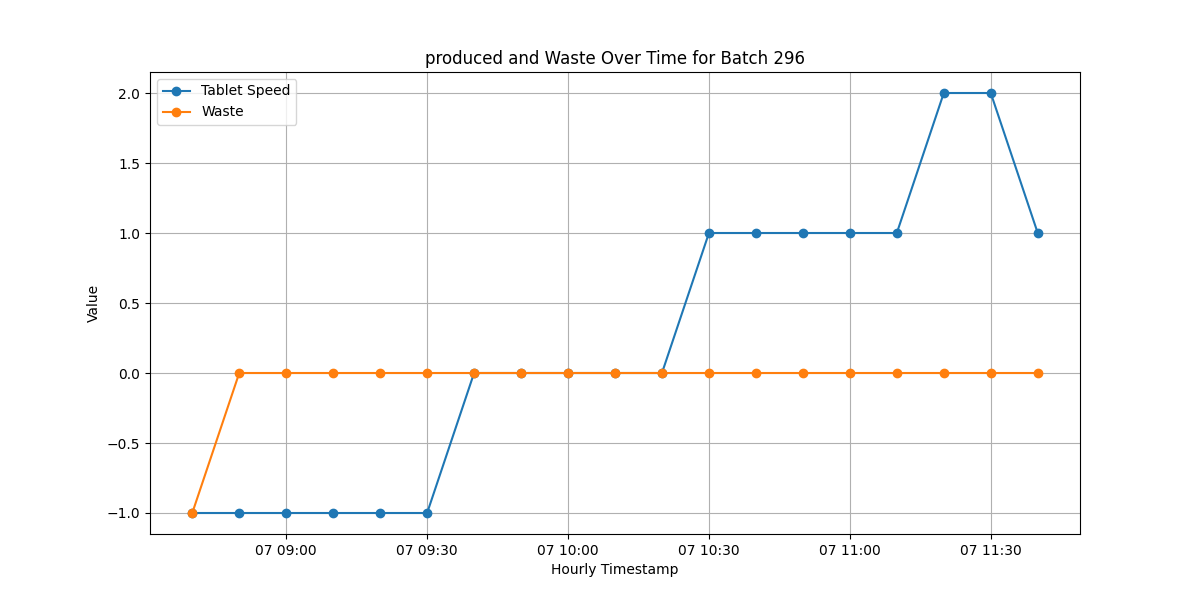 produced and Waste Over Time for Batch 296
Tablet Speed
Waste
2.0
1.5
1.0
0.5
0.0
−0.5
−1.0
Value
07 09:00 07 09:30 07 10:00 07 10:30 07 11:00 07 11:30
Hourly Timestamp